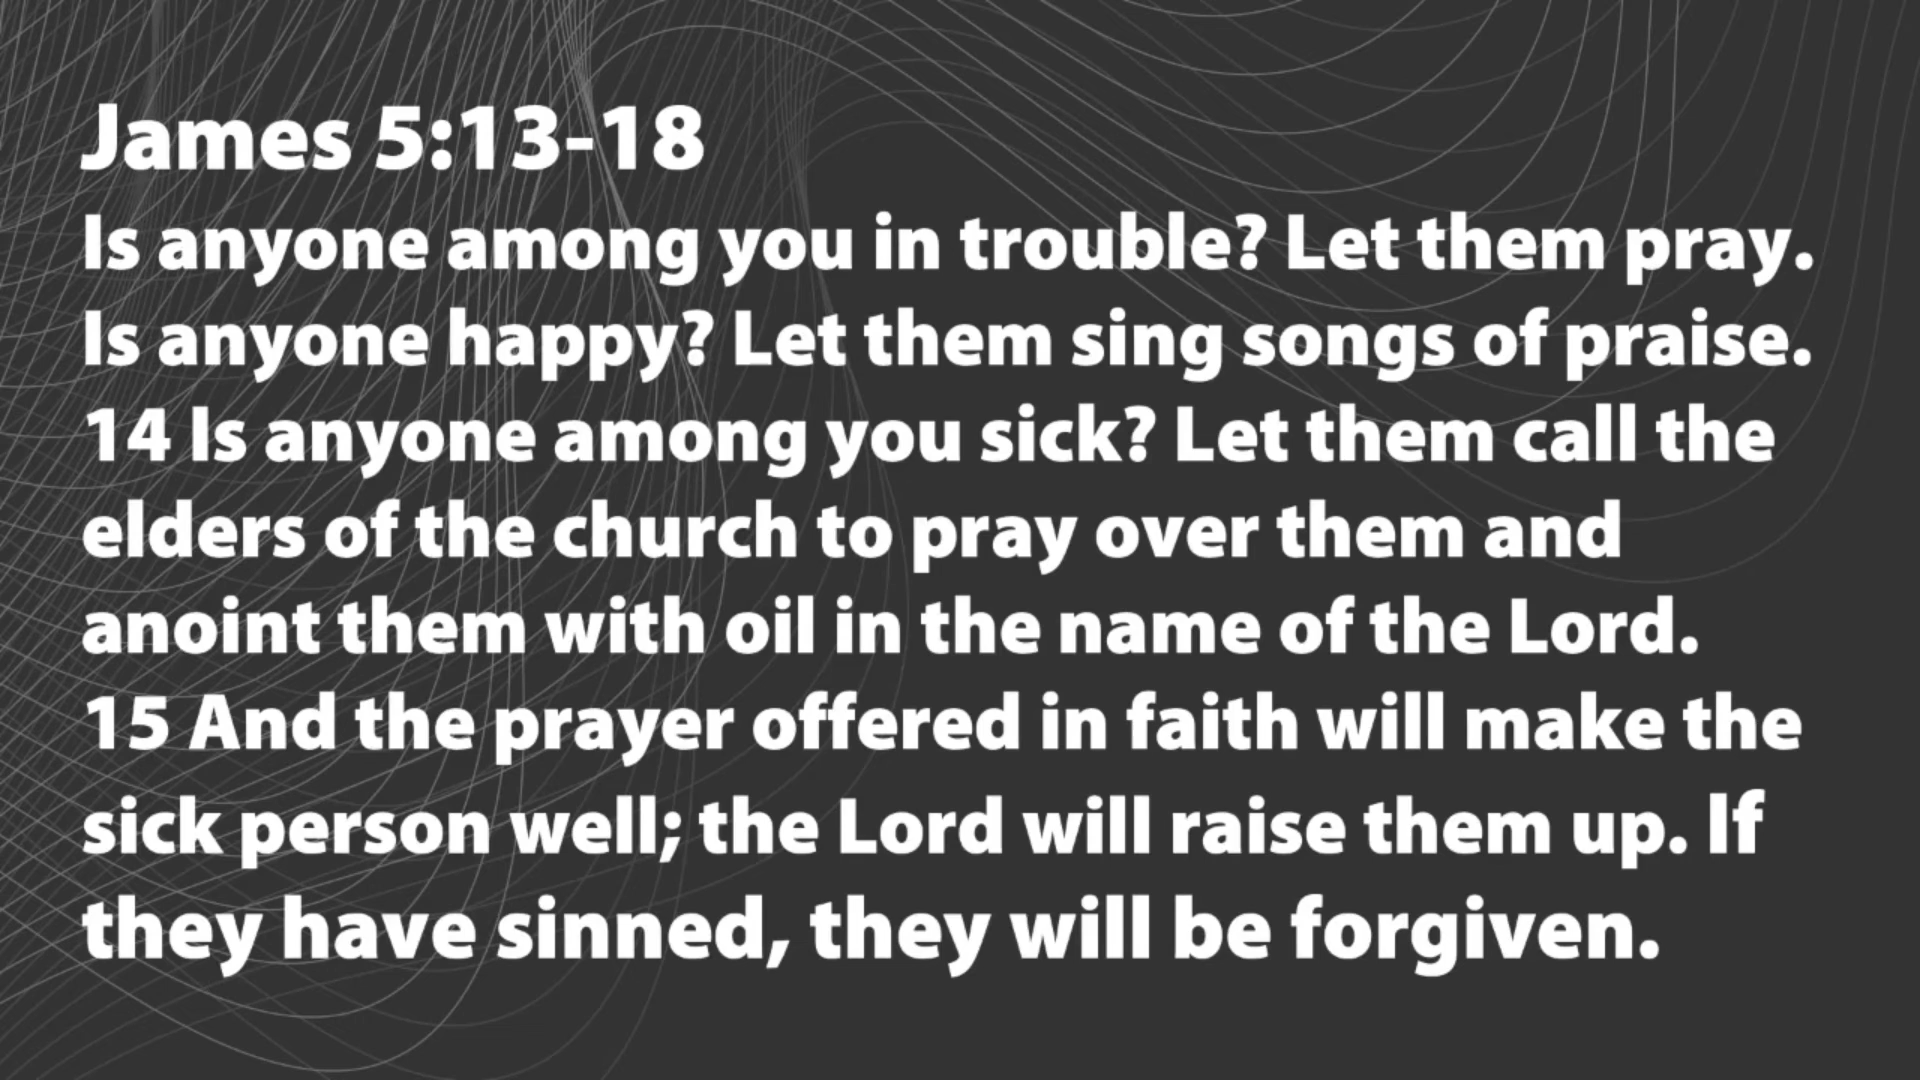 James 5:13-18
Is anyone among you in trouble? Let them pray.
Is anyone happy? Let them sing songs of praise.
14 Is anyone among you sick? Let them call the
elders of the church to pray over them and
anoint them with oil in the name of the Lord.
15 And the prayer offered in faith will make the
sick person well; the Lord will raise them up. If
they have sinned, they will be forgiven.